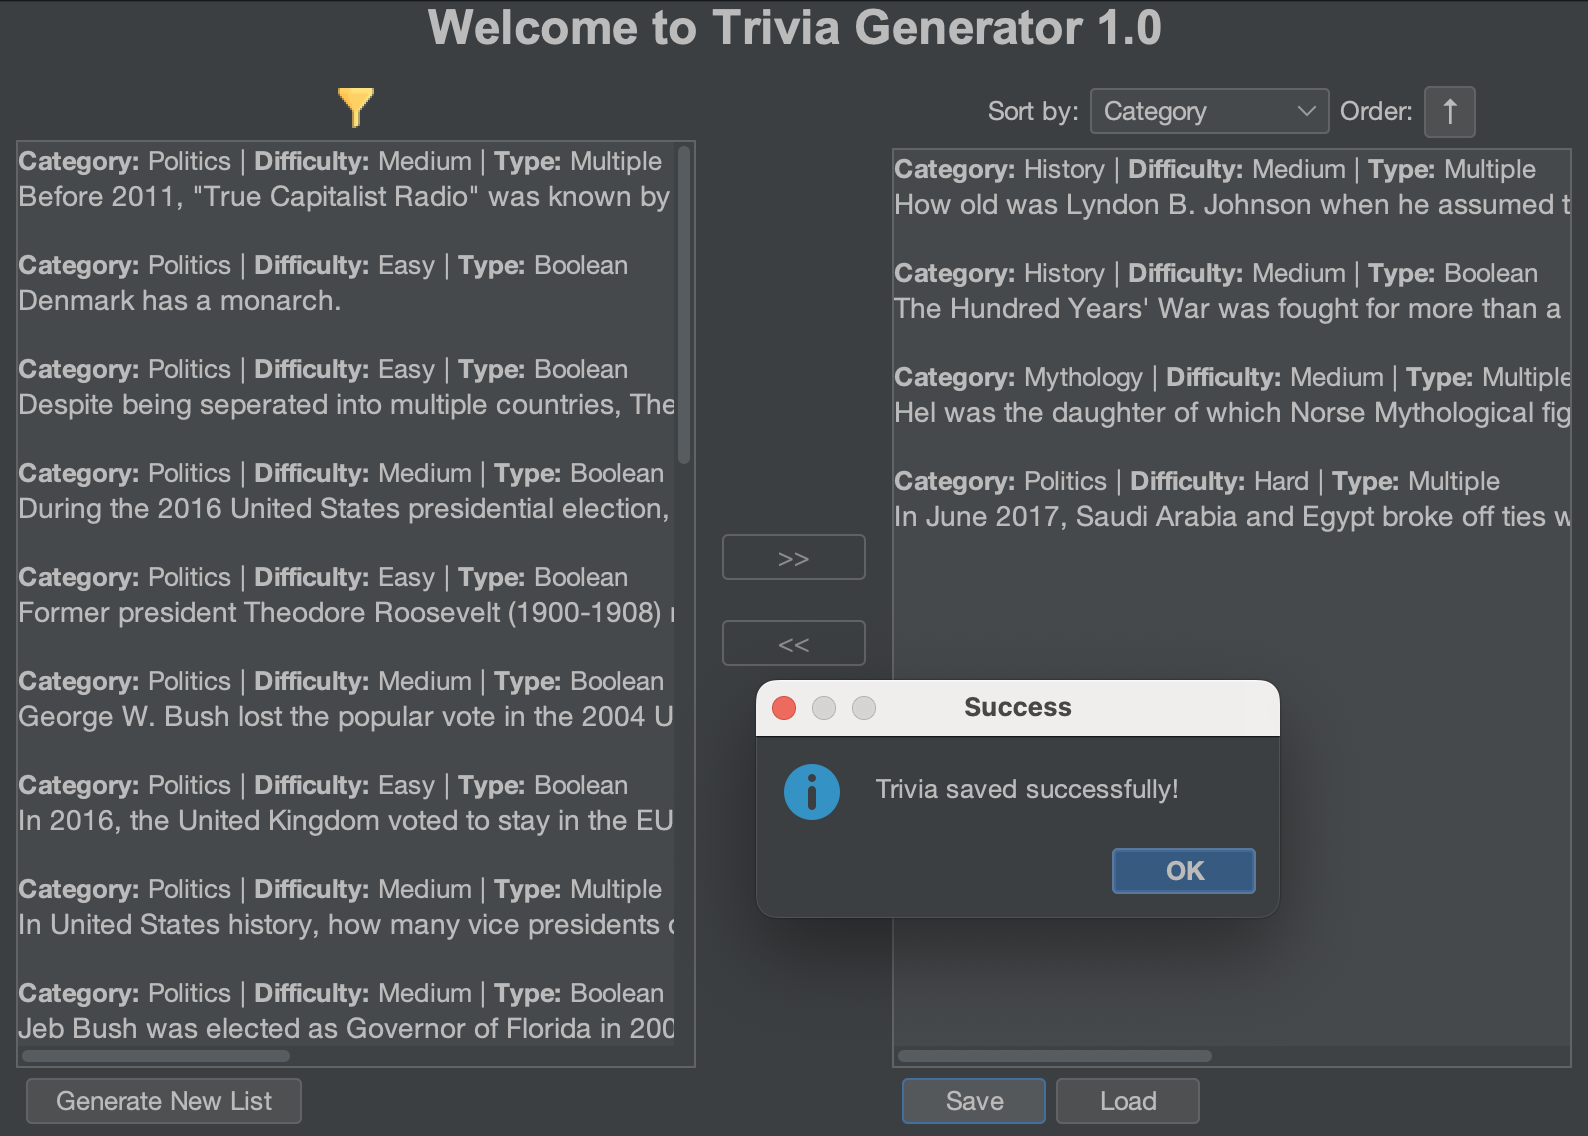 Welcome to Trivia Generator 1.0
Sort by: Category Order: ↑
Category: Politics | Difficulty: Medium | Type: Multiple
Before 2011, "True Capitalist Radio" was known by
Category: Politics | Difficulty: Easy | Type: Boolean
Denmark has a monarch.
Category: Politics | Difficulty: Easy | Type: Boolean
Despite being seperated into multiple countries, The
Category: Politics | Difficulty: Medium | Type: Boolean
During the 2016 United States presidential election,
Category: Politics | Difficulty: Easy | Type: Boolean
Former president Theodore Roosevelt (1900-1908)
Category: Politics | Difficulty: Medium | Type: Boolean
George W. Bush lost the popular vote in the 2004 U
Category: Politics | Difficulty: Easy | Type: Boolean
In 2016, the United Kingdom voted to stay in the EU
Category: Politics | Difficulty: Medium | Type: Multiple
In United States history, how many vice presidents
Category: Politics | Difficulty: Medium | Type: Boolean
Jeb Bush was elected as Governor of Florida in 200
Generate New List
>>
<<
Category: History | Difficulty: Medium | Type: Multiple
How old was Lyndon B. Johnson when he assumed t
Category: History | Difficulty: Medium | Type: Boolean
The Hundred Years' War was fought for more than a
Category: Mythology | Difficulty: Medium | Type: Multiple
Hel was the daughter of which Norse Mythological fig
Category: Politics | Difficulty: Hard | Type: Multiple
In June 2017, Saudi Arabia and Egypt broke off ties w
Success
Trivia saved successfully!
OK
Save Load